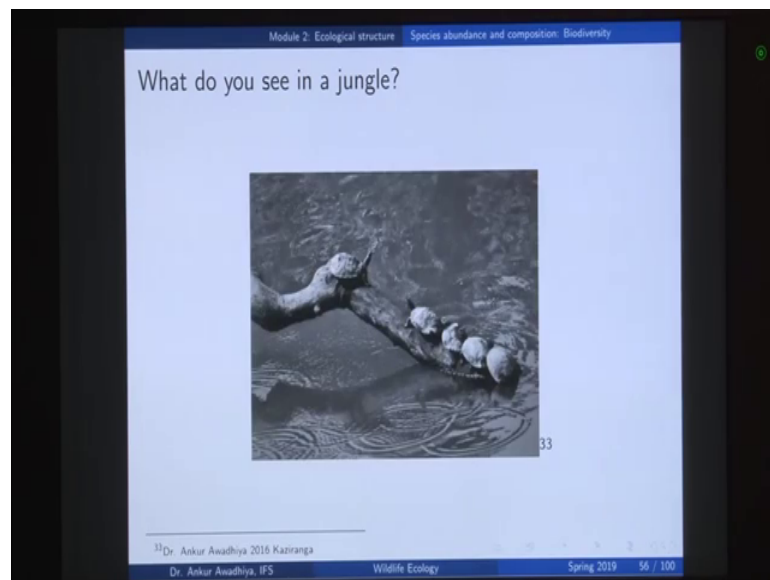 Module 2: Ecological structure Species abundance and composition: Biodiversity
What do you see in a jungle?
33
33Dr. Ankur Awadhiya 2016 Kaziranga
Dr. Ankur Awadhiya, IFS Wildlife Ecology Spring 2019 56 / 100